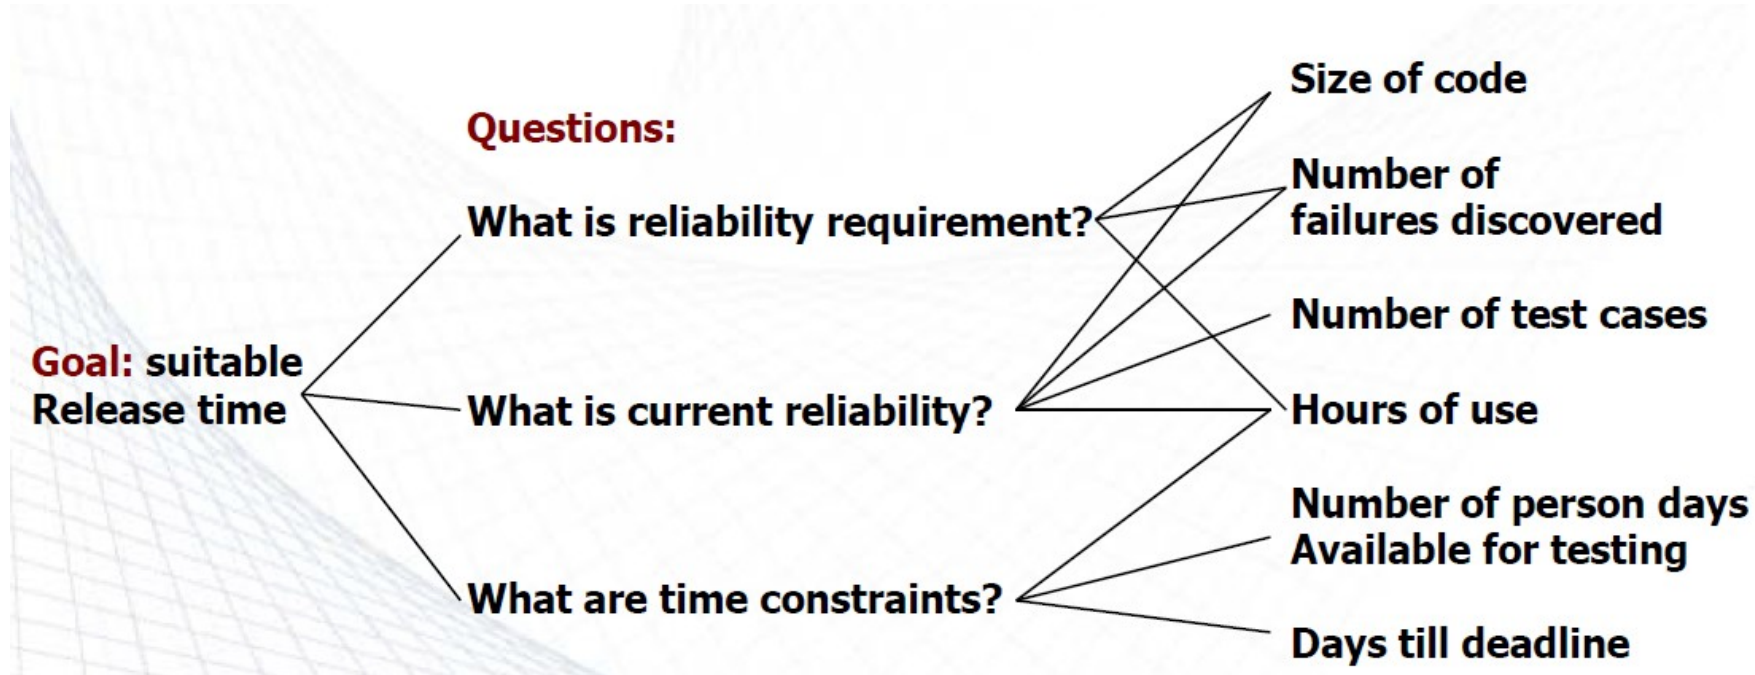 Goal: suitable
Release time
Questions:
What is reliability requirement?
What is current reliability?
What are time constraints?
Size of code
Number of
failures discovered
Number of test cases
Hours of use
Number of person days
Available for testing
Days till deadline